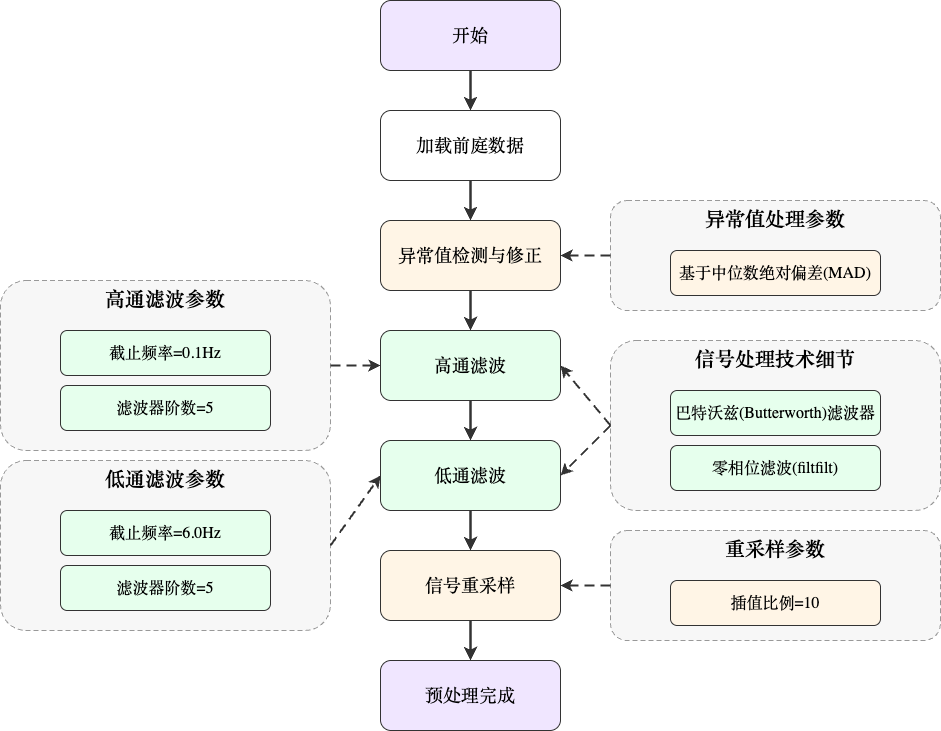 开始
加载前庭数据
异常值检测与修正
异常值处理参数
基于中位数绝对偏差(MAD)
高通滤波参数
截止频率=0.1Hz
滤波器阶数=5
高通滤波
信号处理技术细节
巴特沃兹(Butterworth)滤波器
零相位滤波(filtfilt)
低通滤波
低通滤波参数
截止频率=6.0Hz
滤波器阶数=5
信号重采样
重采样参数
插值比例=10
预处理完成